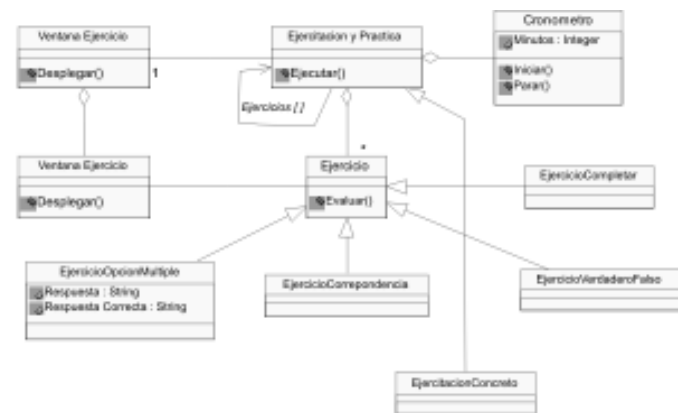 Ventana Ejercicio
Desplegar()
1
Ejercitacion y Practica
Ejecutar()
Ejercicios [ ]
*
Cronometro
Minutos : Integer
Iniciar()
Parar()
Ventana Ejercicio
Desplegar()
Ejercicio
Evaluar()
EjercicioCompletar
EjercicioOpcionMultiple
Respuesta : String
Respuesta Correcta : String
EjercicioCorrepondencia
EjercicioVerdaderoFalso
EjercitacionConcreto